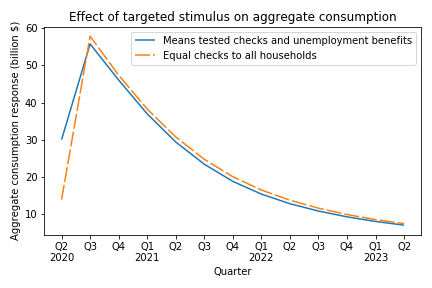 Effect of targeted stimulus on aggregate consumption
Aggregate consumption response (billion $)
60
50
40
30
20
10
Means tested checks and unemployment benefits
Equal checks to all households
Q2 Q3 Q4 Q1 Q2 Q3 Q4 Q1 Q2 Q3 Q4 Q1 Q2
2020 2021 2022 2023
Quarter